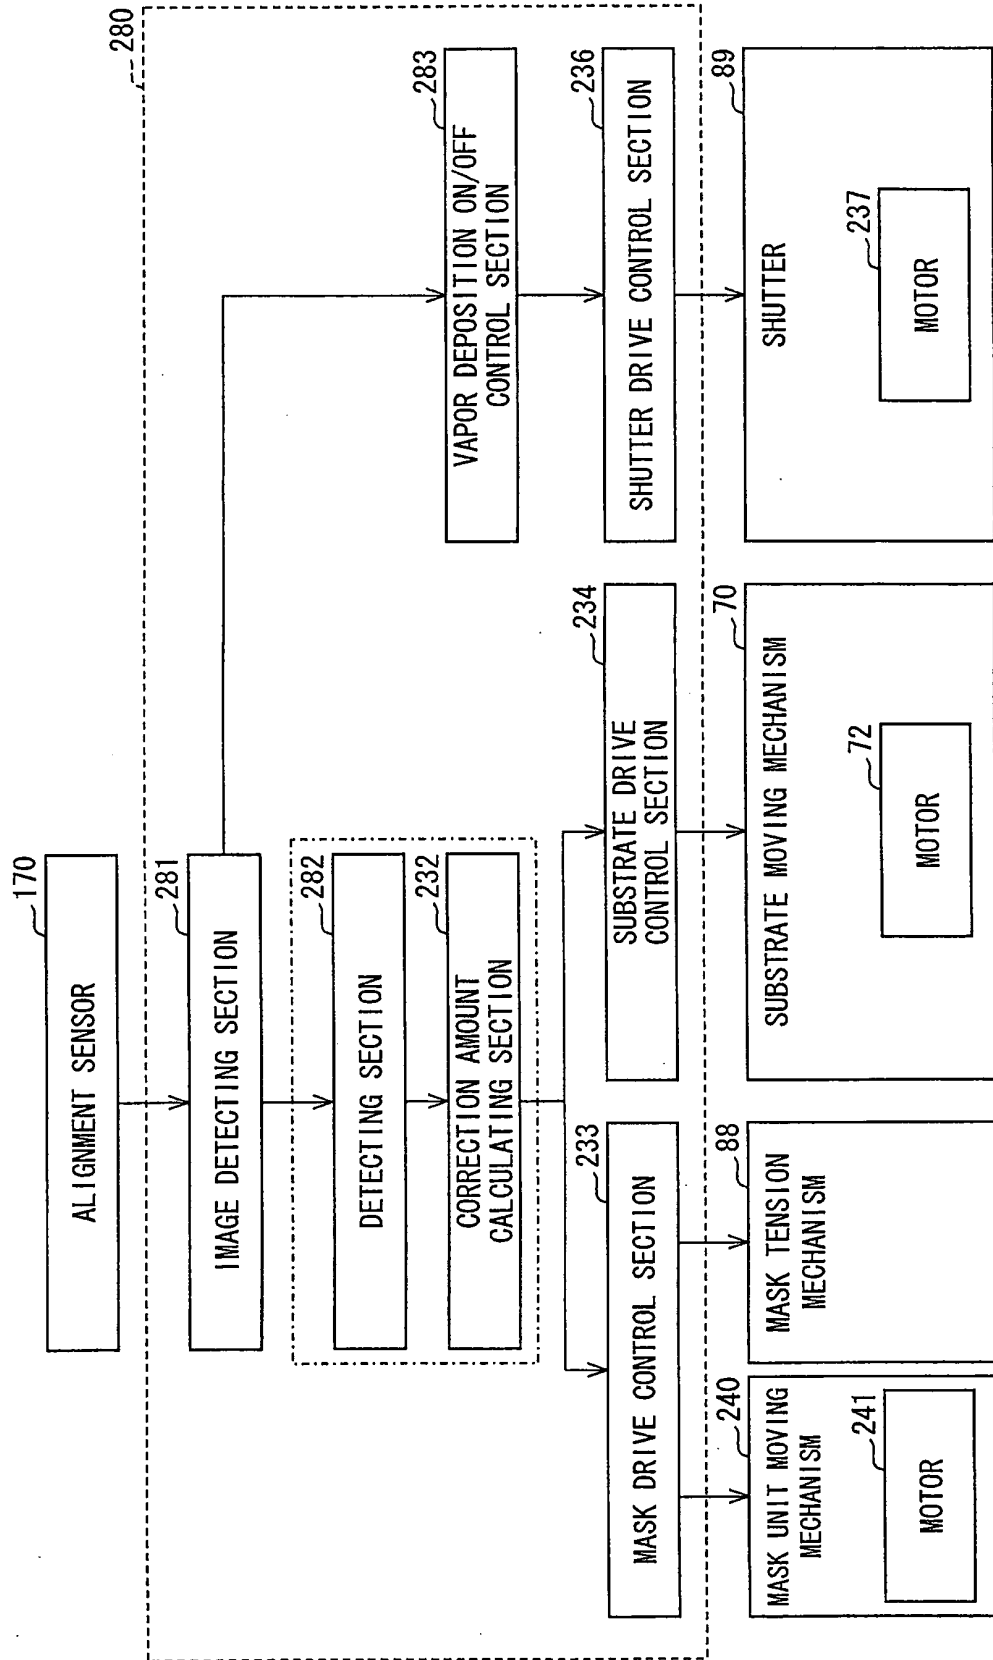 280
170
ALIGNMENT SENSOR
281
IMAGE DETECTING SECTION
282
DETECTING SECTION
232
CORRECTION AMOUNT
CALCULATING SECTION
283
VAPOR DEPOSITION ON/OFF
CONTROL SECTION
233
MASK DRIVE CONTROL SECTION
234
SUBSTRATE DRIVE
CONTROL SECTION
236
SHUTTER DRIVE CONTROL SECTION
240
MASK UNIT MOVING
MECHANISM
241
MOTOR
88
MASK TENSION
MECHANISM
70
SUBSTRATE MOVING MECHANISM
72
MOTOR
89
SHUTTER
237
MOTOR